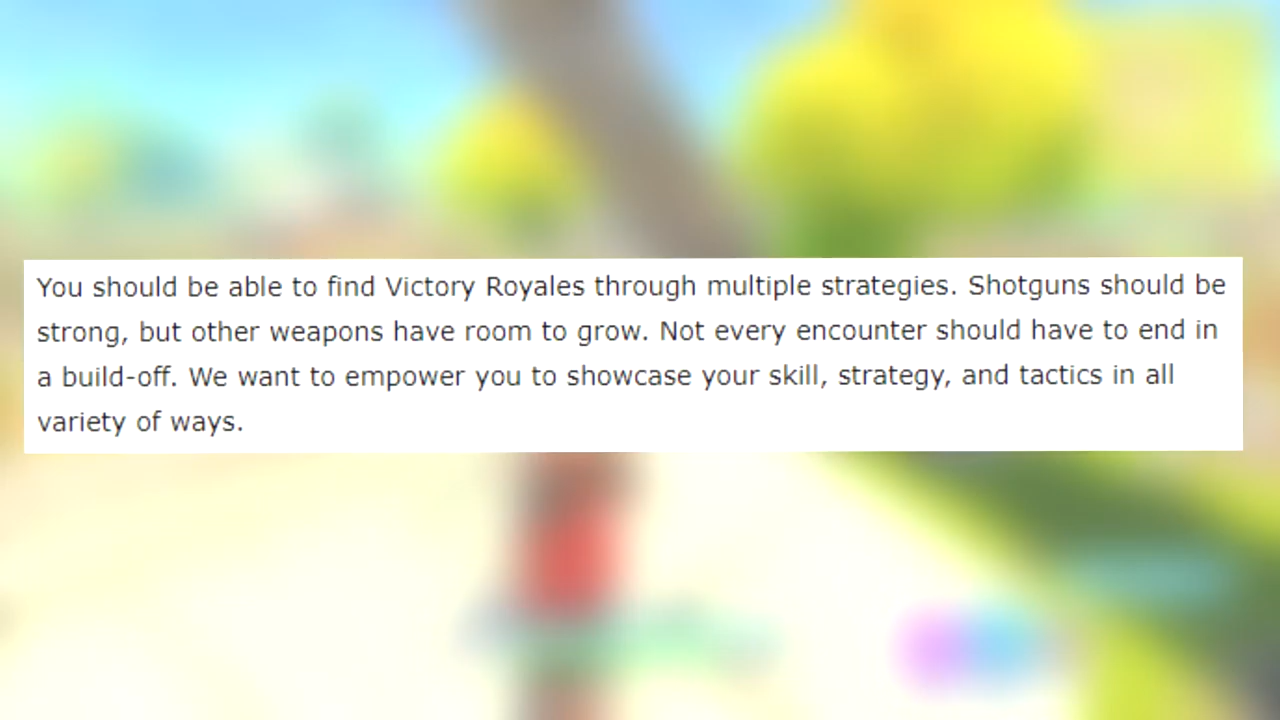 You should be able to find Victory Royales through multiple strategies. Shotguns should be
strong, but other weapons have room to grow. Not every encounter should have to end in
a build-off. We want to empower you to showcase your skill, strategy, and tactics in all
variety of ways.